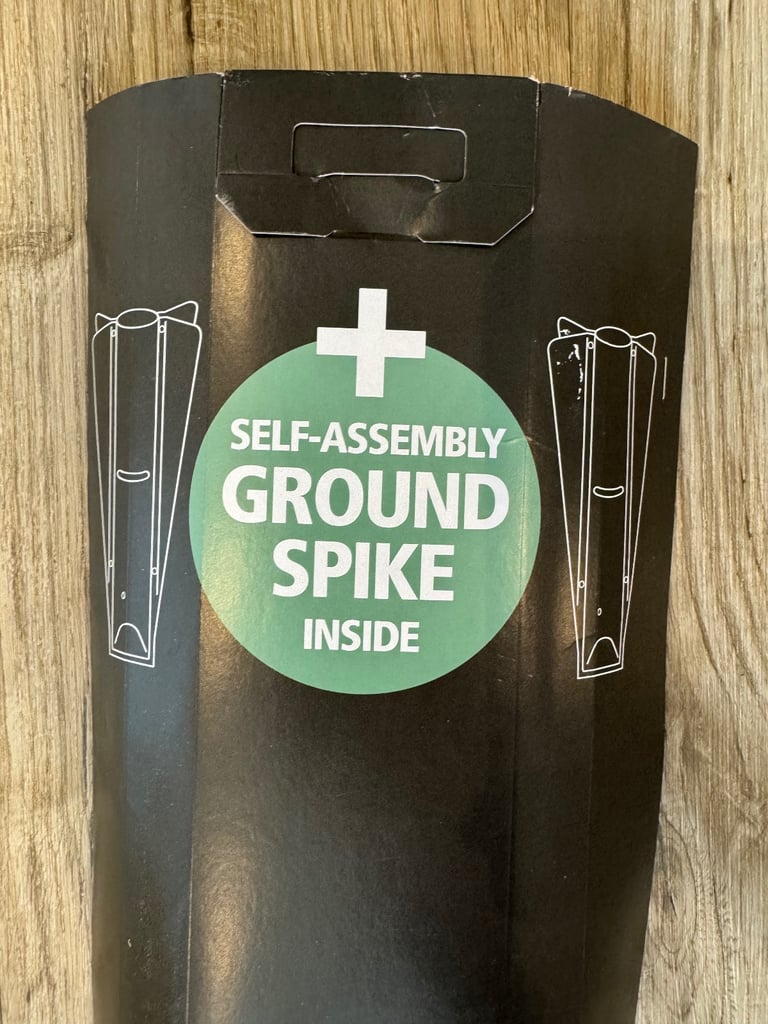 SELF-ASSEMBLY
GROUND
SPIKE
INSIDE